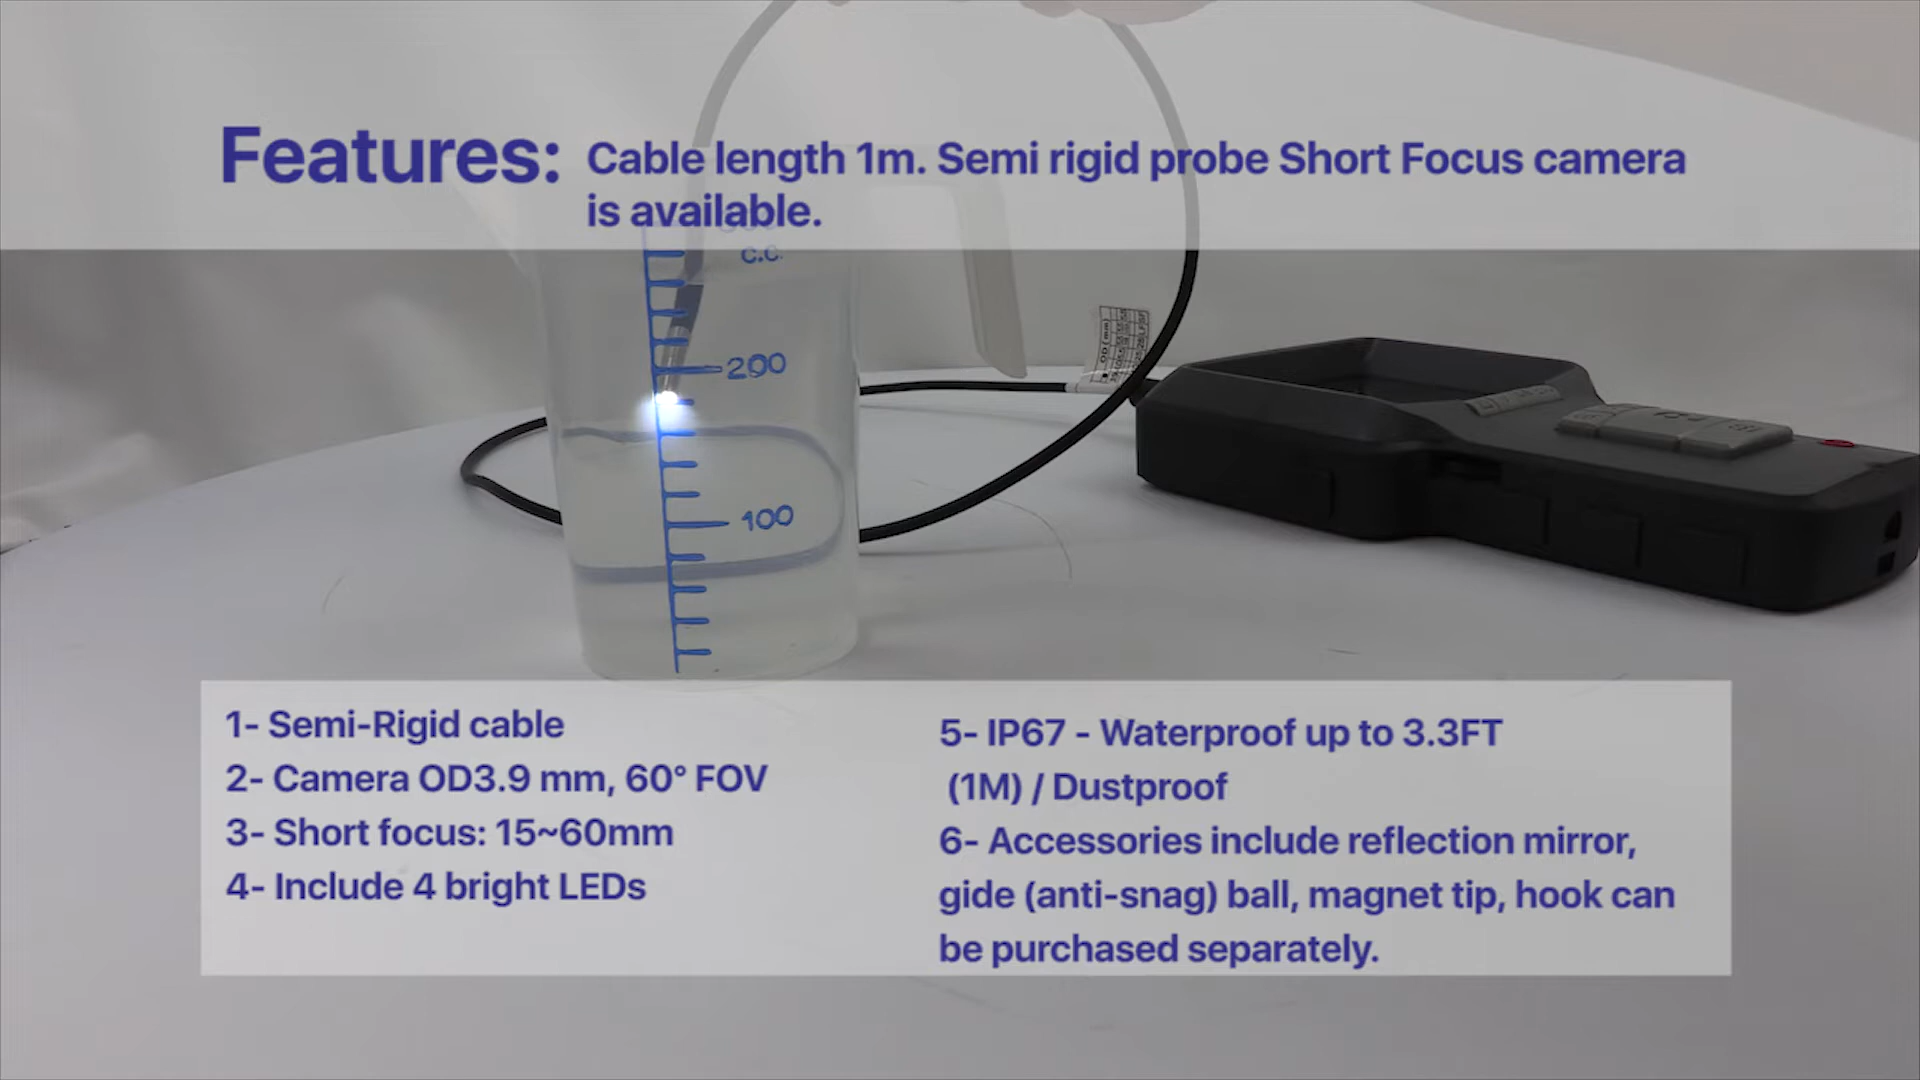 Features:
Cable length 1m. Semi rigid probe Short Focus camera
is available.
c.c.
200
100
1- Semi-Rigid cable
2- Camera OD3.9 mm, 60° FOV
3- Short focus: 15~60mm
4- Include 4 bright LEDs
5- IP67 - Waterproof up to 3.3FT
(1M) / Dustproof
6- Accessories include reflection mirror,
gide (anti-snag) ball, magnet tip, hook can
be purchased separately.